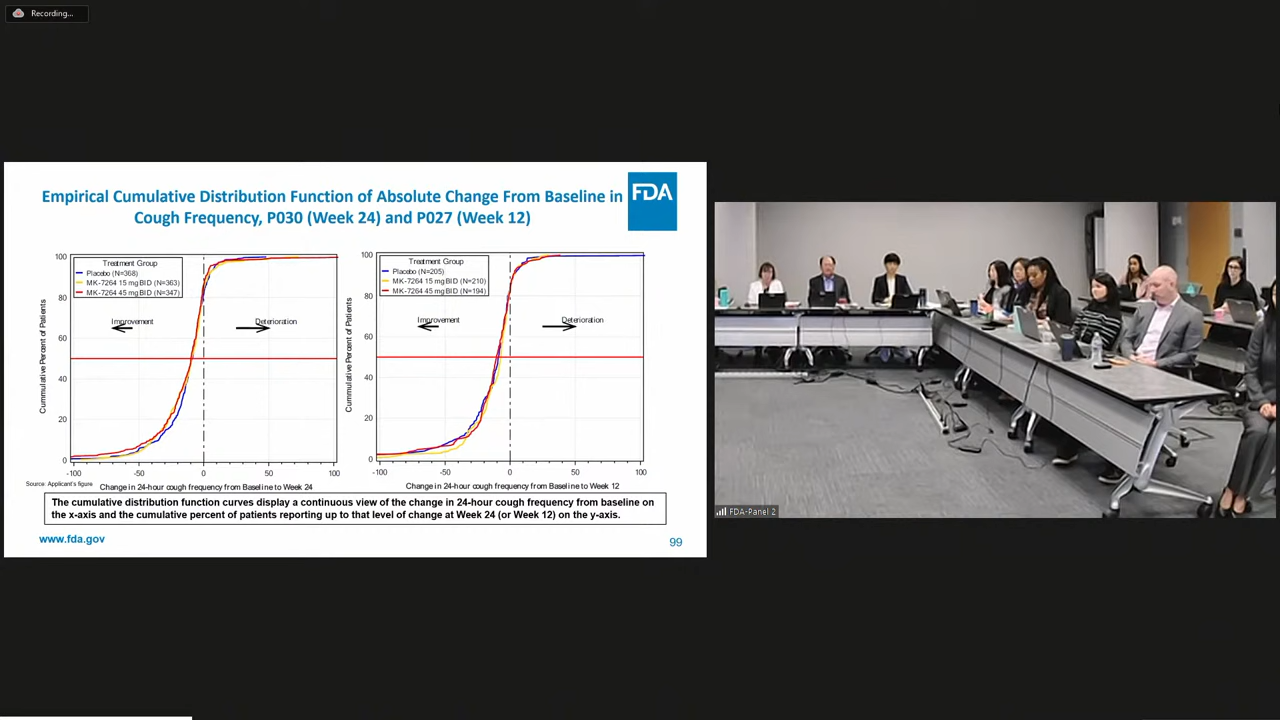 Recording...
Empirical Cumulative Distribution Function of Absolute Change From Baseline in
Cough Frequency, P030 (Week 24) and P027 (Week 12)
FDA
Treatment Group
Placebo (N=368)
MK-7264 15 mg BID (N=363)
MK-7264 45 mg BID (N=347)
Improvement
Deterioration
Cummulative Percent of Patients
100
80
60
40
20
0
-100
-50
0
50
100
Change in 24-hour cough frequency from Baseline to Week 24
Source: Applicant's figure
Treatment Group
Placebo (N=205)
MK-7264 15 mg BID (N=210)
MK-7264 45 mg BID (N=194)
Improvement
Deterioration
Cummulative Percent of Patients
100
80
60
40
20
0
-100
-50
0
50
100
Change in 24-hour cough frequency from Baseline to Week 12
The cumulative distribution function curves display a continuous view of the change in 24-hour cough frequency from baseline on
the x-axis and the cumulative percent of patients reporting up to that level of change at Week 24 (or Week 12) on the y-axis.
www.fda.gov
99
FDA-Panel 2